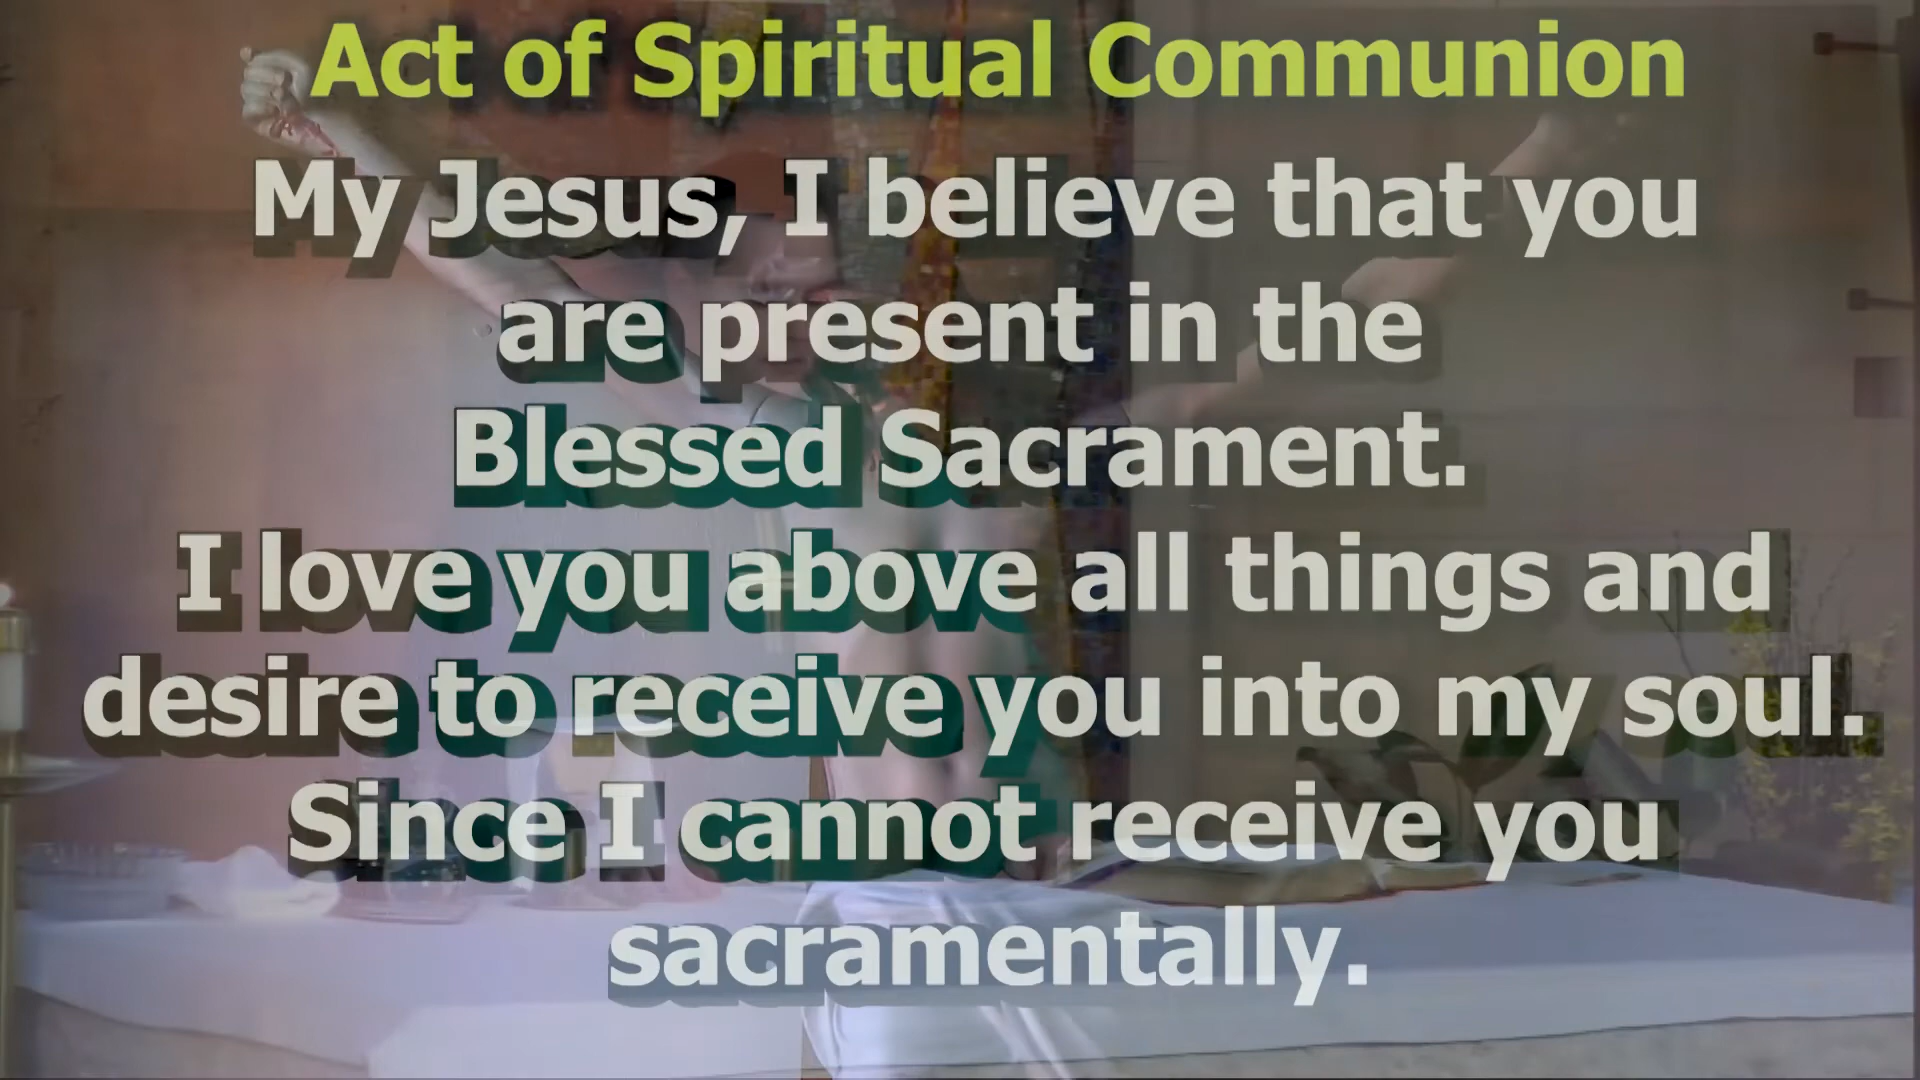 Act of Spiritual Communion
My Jesus, I believe that you
are present in the
Blessed Sacrament.
I love you above all things and
desire to receive you into my soul.
Since I cannot receive you
sacramentally.